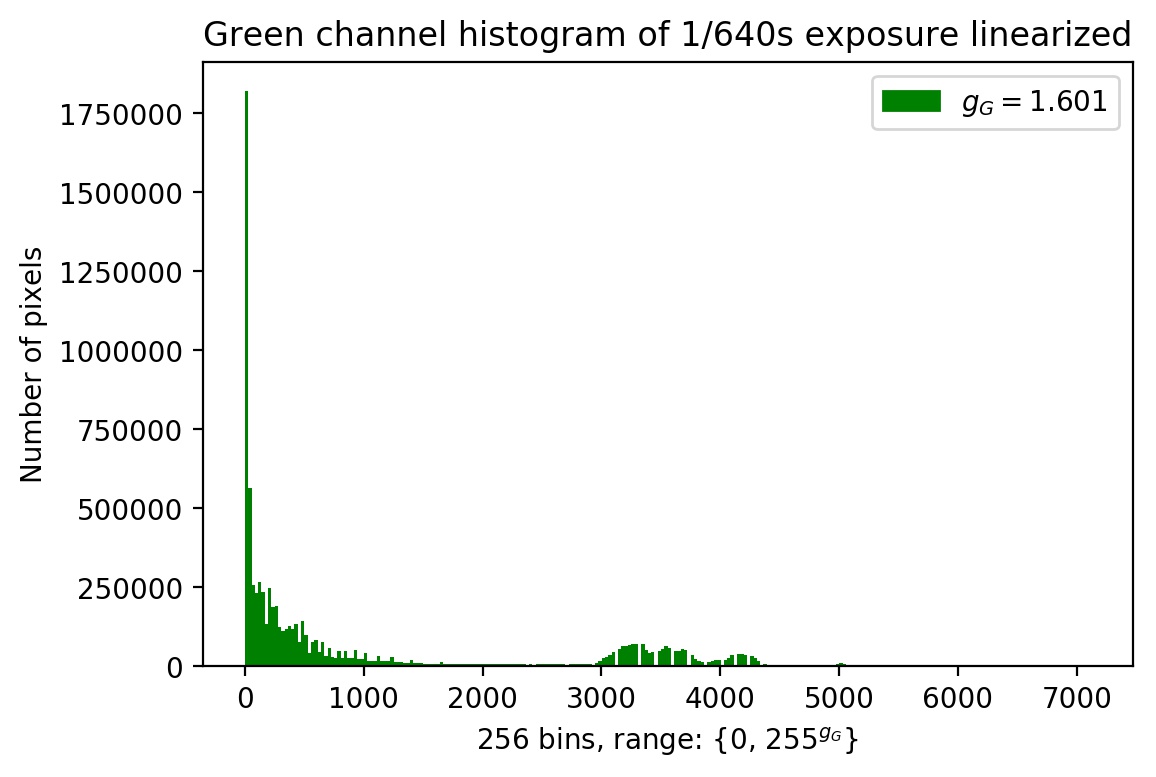 Green channel histogram of 1/640s exposure linearized
g_G = 1.601
Number of pixels
1750000
1500000
1250000
1000000
750000
500000
250000
0
0 1000 2000 3000 4000 5000 6000 7000
256 bins, range: {0, 255^{g_G}}